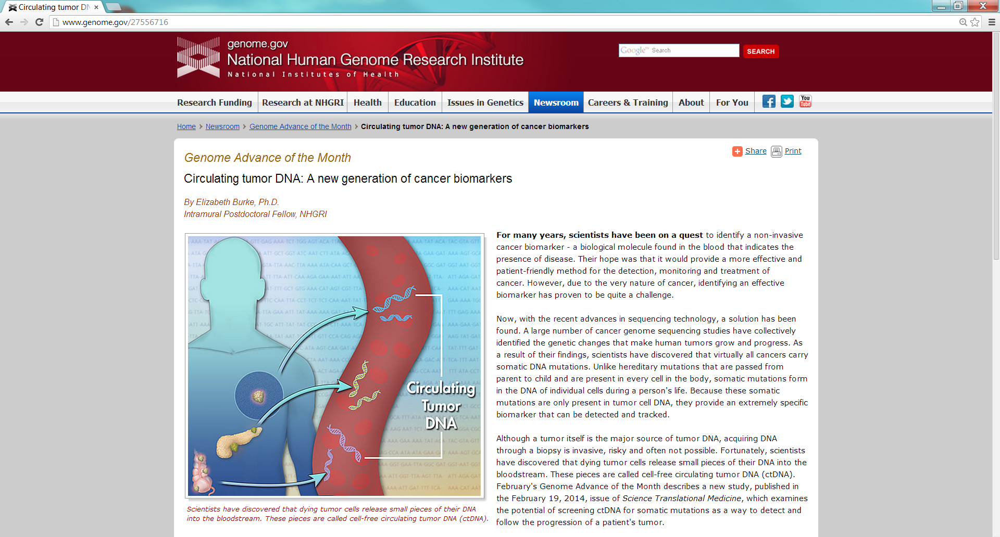 Circulating tumor DN
www.genome.gov/27556716
genome.gov
National Human Genome Research Institute
National Institutes of Health
Google™ Search
SEARCH
Research Funding
Research at NHGRI
Health
Education
Issues in Genetics
Newsroom
Careers & Training
About
For You
You
Tube
Home > Newsroom > Genome Advance of the Month > Circulating tumor DNA: A new generation of cancer biomarkers
Share
Print
Genome Advance of the Month
Circulating tumor DNA: A new generation of cancer biomarkers
By Elizabeth Burke, Ph.D.
Intramural Postdoctoral Fellow, NHGRI
Circulating
Tumor
DNA
Scientists have discovered that dying tumor cells release small pieces of their DNA
into the bloodstream. These pieces are called cell-free circulating tumor DNA (ctDNA).
For many years, scientists have been on a quest to identify a non-invasive
cancer biomarker - a biological molecule found in the blood that indicates the
presence of disease. Their hope was that it would provide a more effective and
patient-friendly method for the detection, monitoring and treatment of
cancer. However, due to the very nature of cancer, identifying an effective
biomarker has proven to be quite a challenge.
Now, with the recent advances in sequencing technology, a solution has been
found. A large number of cancer genome sequencing studies have collectively
identified the genetic changes that make human tumors grow and progress. As
a result of their findings, scientists have discovered that virtually all cancers carry
somatic DNA mutations. Unlike hereditary mutations that are passed from
parent to child and are present in every cell in the body, somatic mutations form
in the DNA of individual cells during a person's life. Because these somatic
mutations are only present in tumor cell DNA, they provide an extremely specific
biomarker that can be detected and tracked.
Although a tumor itself is the major source of tumor DNA, acquiring DNA
through a biopsy is invasive, risky and often not possible. Fortunately, scientists
have discovered that dying tumor cells release small pieces of their DNA into the
bloodstream. These pieces are called cell-free circulating tumor DNA (ctDNA).
February's Genome Advance of the Month describes a new study, published in
the February 19, 2014, issue of Science Translational Medicine, which examines
the potential of screening ctDNA for somatic mutations as a way to detect and
follow the progression of a patient's tumor.